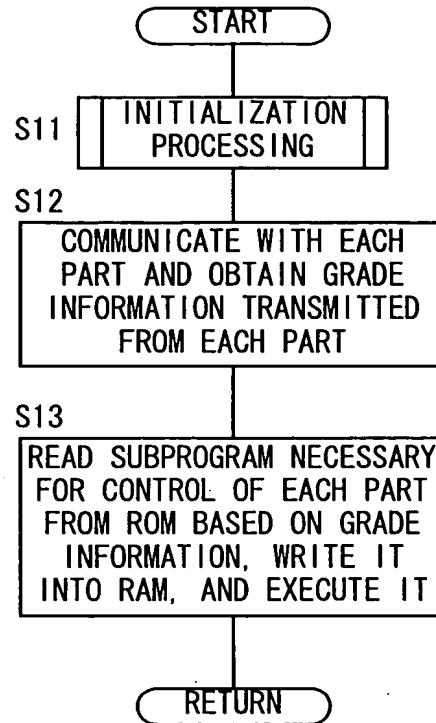 START
S11
INITIALIZATION
PROCESSING
S12
COMMUNICATE WITH EACH
PART AND OBTAIN GRADE
INFORMATION TRANSMITTED
FROM EACH PART
S13
READ SUBPROGRAM NECESSARY
FOR CONTROL OF EACH PART
FROM ROM BASED ON GRADE
INFORMATION, WRITE IT
INTO RAM, AND EXECUTE IT
RETURN